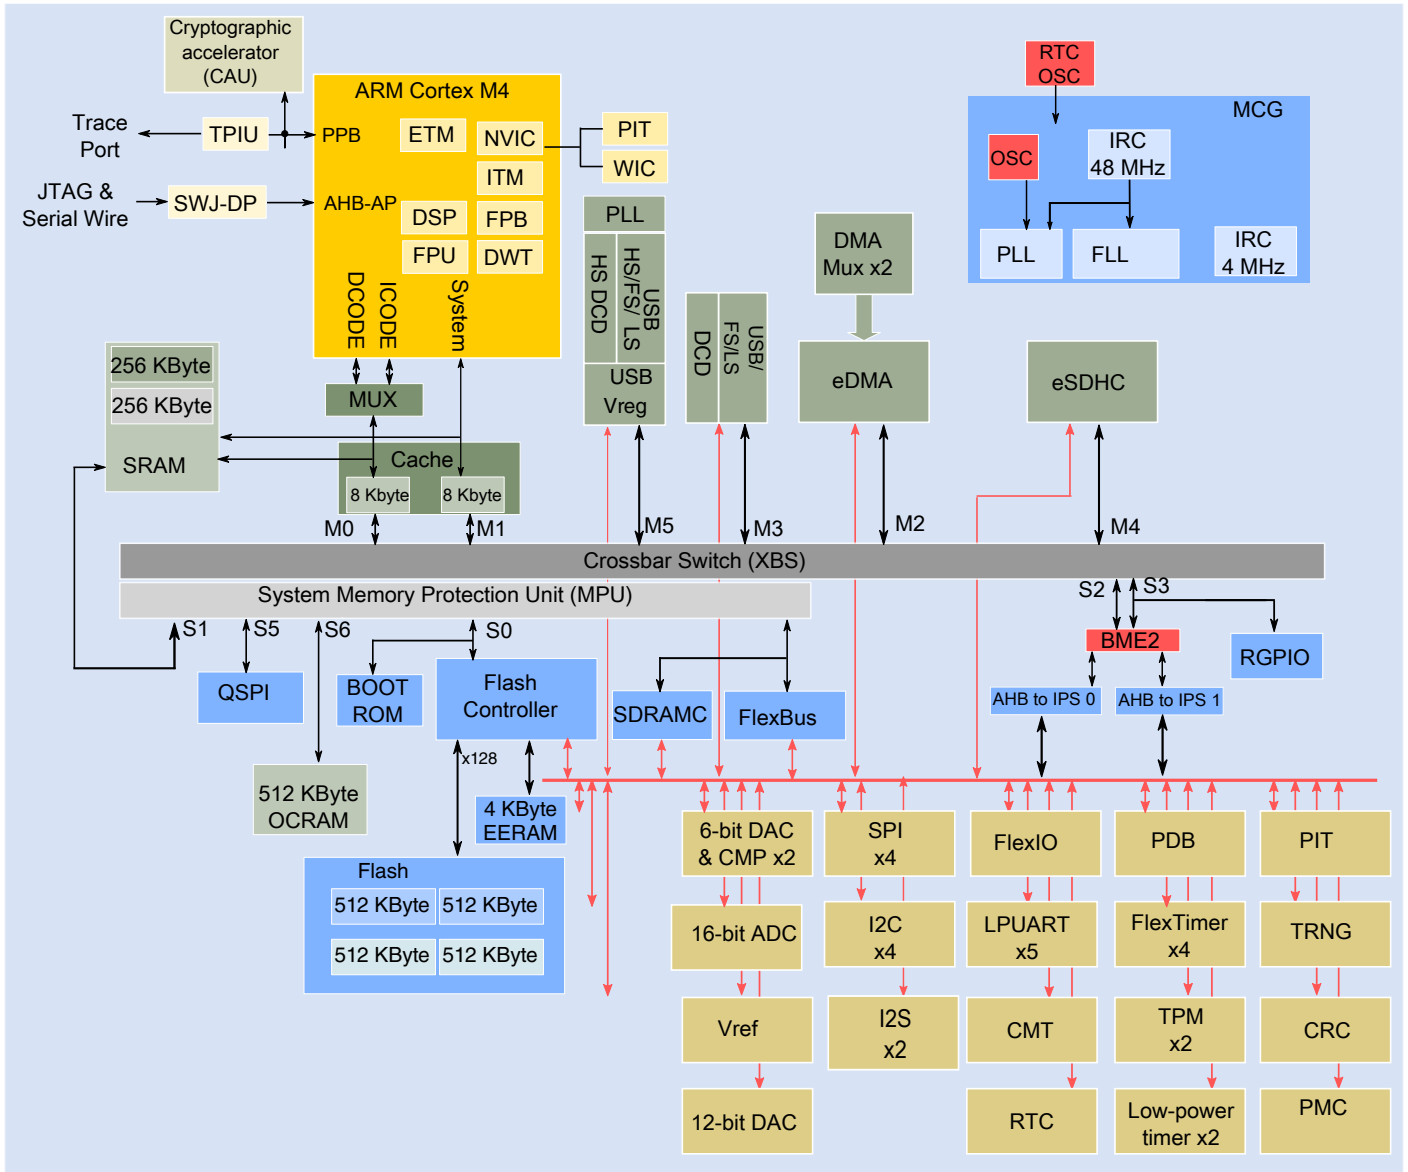 Cryptographic
accelerator
(CAU)
Trace
Port
TPIU
JTAG &
Serial Wire
SWJ-DP
ARM Cortex M4
PPB
ETM
NVIC
ITM
AHB-AP
DSP
FPB
FPU
DWT
DCODE
ICODE
System
PIT
WIC
RTC
OSC
MCG
OSC
IRC
48 MHz
PLL
FLL
IRC
4 MHz
PLL
HS DCD
USB
HS/FS/ LS
USB
Vreg
DCD
USB/
FS/LS
DMA
Mux x2
eDMA
eSDHC
256 KByte
256 KByte
SRAM
MUX
Cache
8 Kbyte
8 Kbyte
M0
M1
M5
M3
M2
M4
Crossbar Switch (XBS)
System Memory Protection Unit (MPU)
S1
S5
S6
S0
S2
S3
BME2
RGPIO
AHB to IPS 0
AHB to IPS 1
QSPI
BOOT
ROM
Flash
Controller
SDRAMC
FlexBus
x128
512 KByte
OCRAM
4 KByte
EERAM
Flash
512 KByte
512 KByte
512 KByte
512 KByte
6-bit DAC
& CMP x2
SPI
x4
FlexIO
PDB
PIT
16-bit ADC
I2C
x4
LPUART
x5
FlexTimer
x4
TRNG
Vref
I2S
x2
CMT
TPM
x2
CRC
12-bit DAC
RTC
Low-power
timer x2
PMC